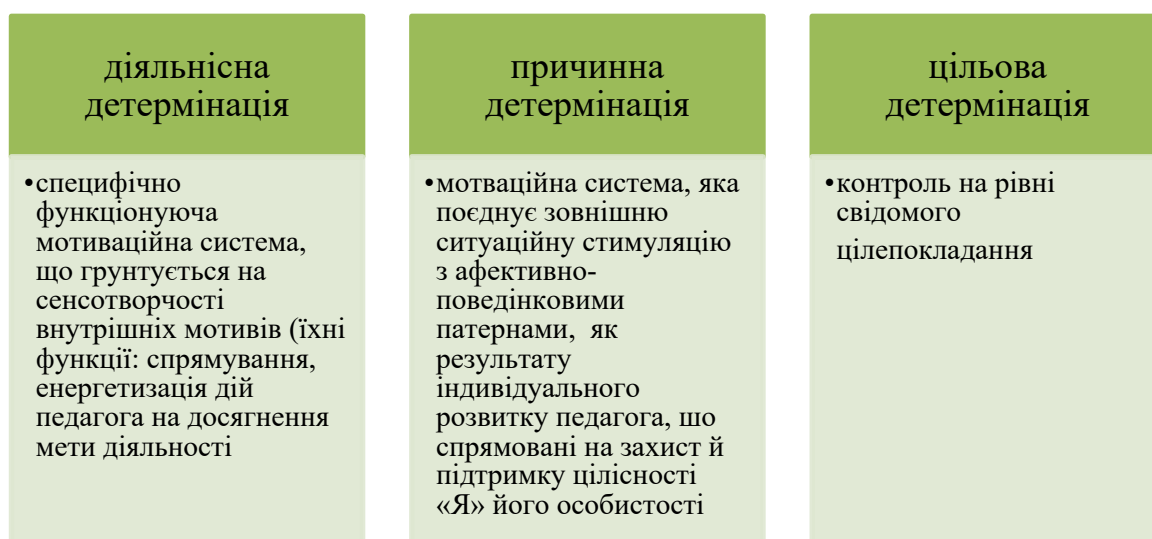 діяльнісна
детермінація
•специфічно
функціонуюча
мотиваційна система,
що грунтується на
сенсотворчості
внутрішніх мотивів (їхні
функції: спрямування,
енергетизація дій
педагога на досягнення
мети діяльності
причинна
детермінація
•мотваційна система, яка
поєднує зовнішню
ситуаційну стимуляцію
з афективно-
поведінковими
патернами, як
результату
індивідуального
розвитку педагога, шо
спрямовані на захист й
підтримку цілісності
«Я» його особистості
цільова
детермінація
•контроль на рівні
свідомого
цілепокладання